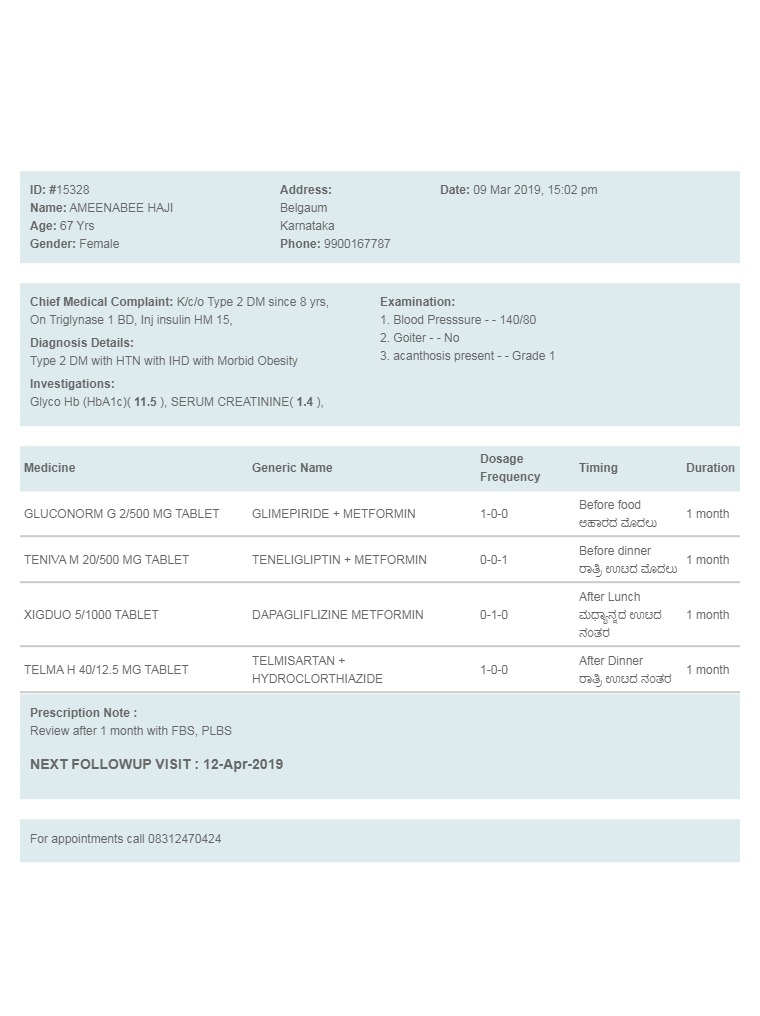 ID: #15328
Name: AMEENABEE HAJI
Age: 67 Yrs
Gender: Female
Address:
Belgaum
Karnataka
Phone: 9900167787
Date: 09 Mar 2019, 15:02 pm
Chief Medical Complaint: K/c/o Type 2 DM since 8 yrs,
On Triglynase 1 BD, Inj insulin HM 15,
Diagnosis Details:
Type 2 DM with HTN with IHD with Morbid Obesity
Investigations:
Glyco Hb (HbA1c)( 11.5 ), SERUM CREATININE( 1.4 ),
Examination:
1. Blood Presssure - - 140/80
2. Goiter - - No
3. acanthosis present - - Grade 1
Medicine Generic Name Dosage Frequency Timing Duration
GLUCONORM G 2/500 MG TABLET GLIMEPIRIDE + METFORMIN 1-0-0 Before food 1 month
ಆಹಾರದ ಮೊದಲು
TENIVA M 20/500 MG TABLET TENELIGLIPTIN + METFORMIN 0-0-1 Before dinner 1 month
ರಾತ್ರಿ ಊಟದ ಮೊದಲು
XIGDUO 5/1000 TABLET DAPAGLIFLIZINE METFORMIN 0-1-0 After Lunch 1 month
ಮಧ್ಯಾನ್ನದ ಊಟದ
ನಂತರ
TELMA H 40/12.5 MG TABLET TELMISARTAN + HYDROCLORTHIAZIDE 1-0-0 After Dinner 1 month
ರಾತ್ರಿ ಊಟದ ನಂತರ
Prescription Note :
Review after 1 month with FBS, PLBS
NEXT FOLLOWUP VISIT : 12-Apr-2019
For appointments call 08312470424